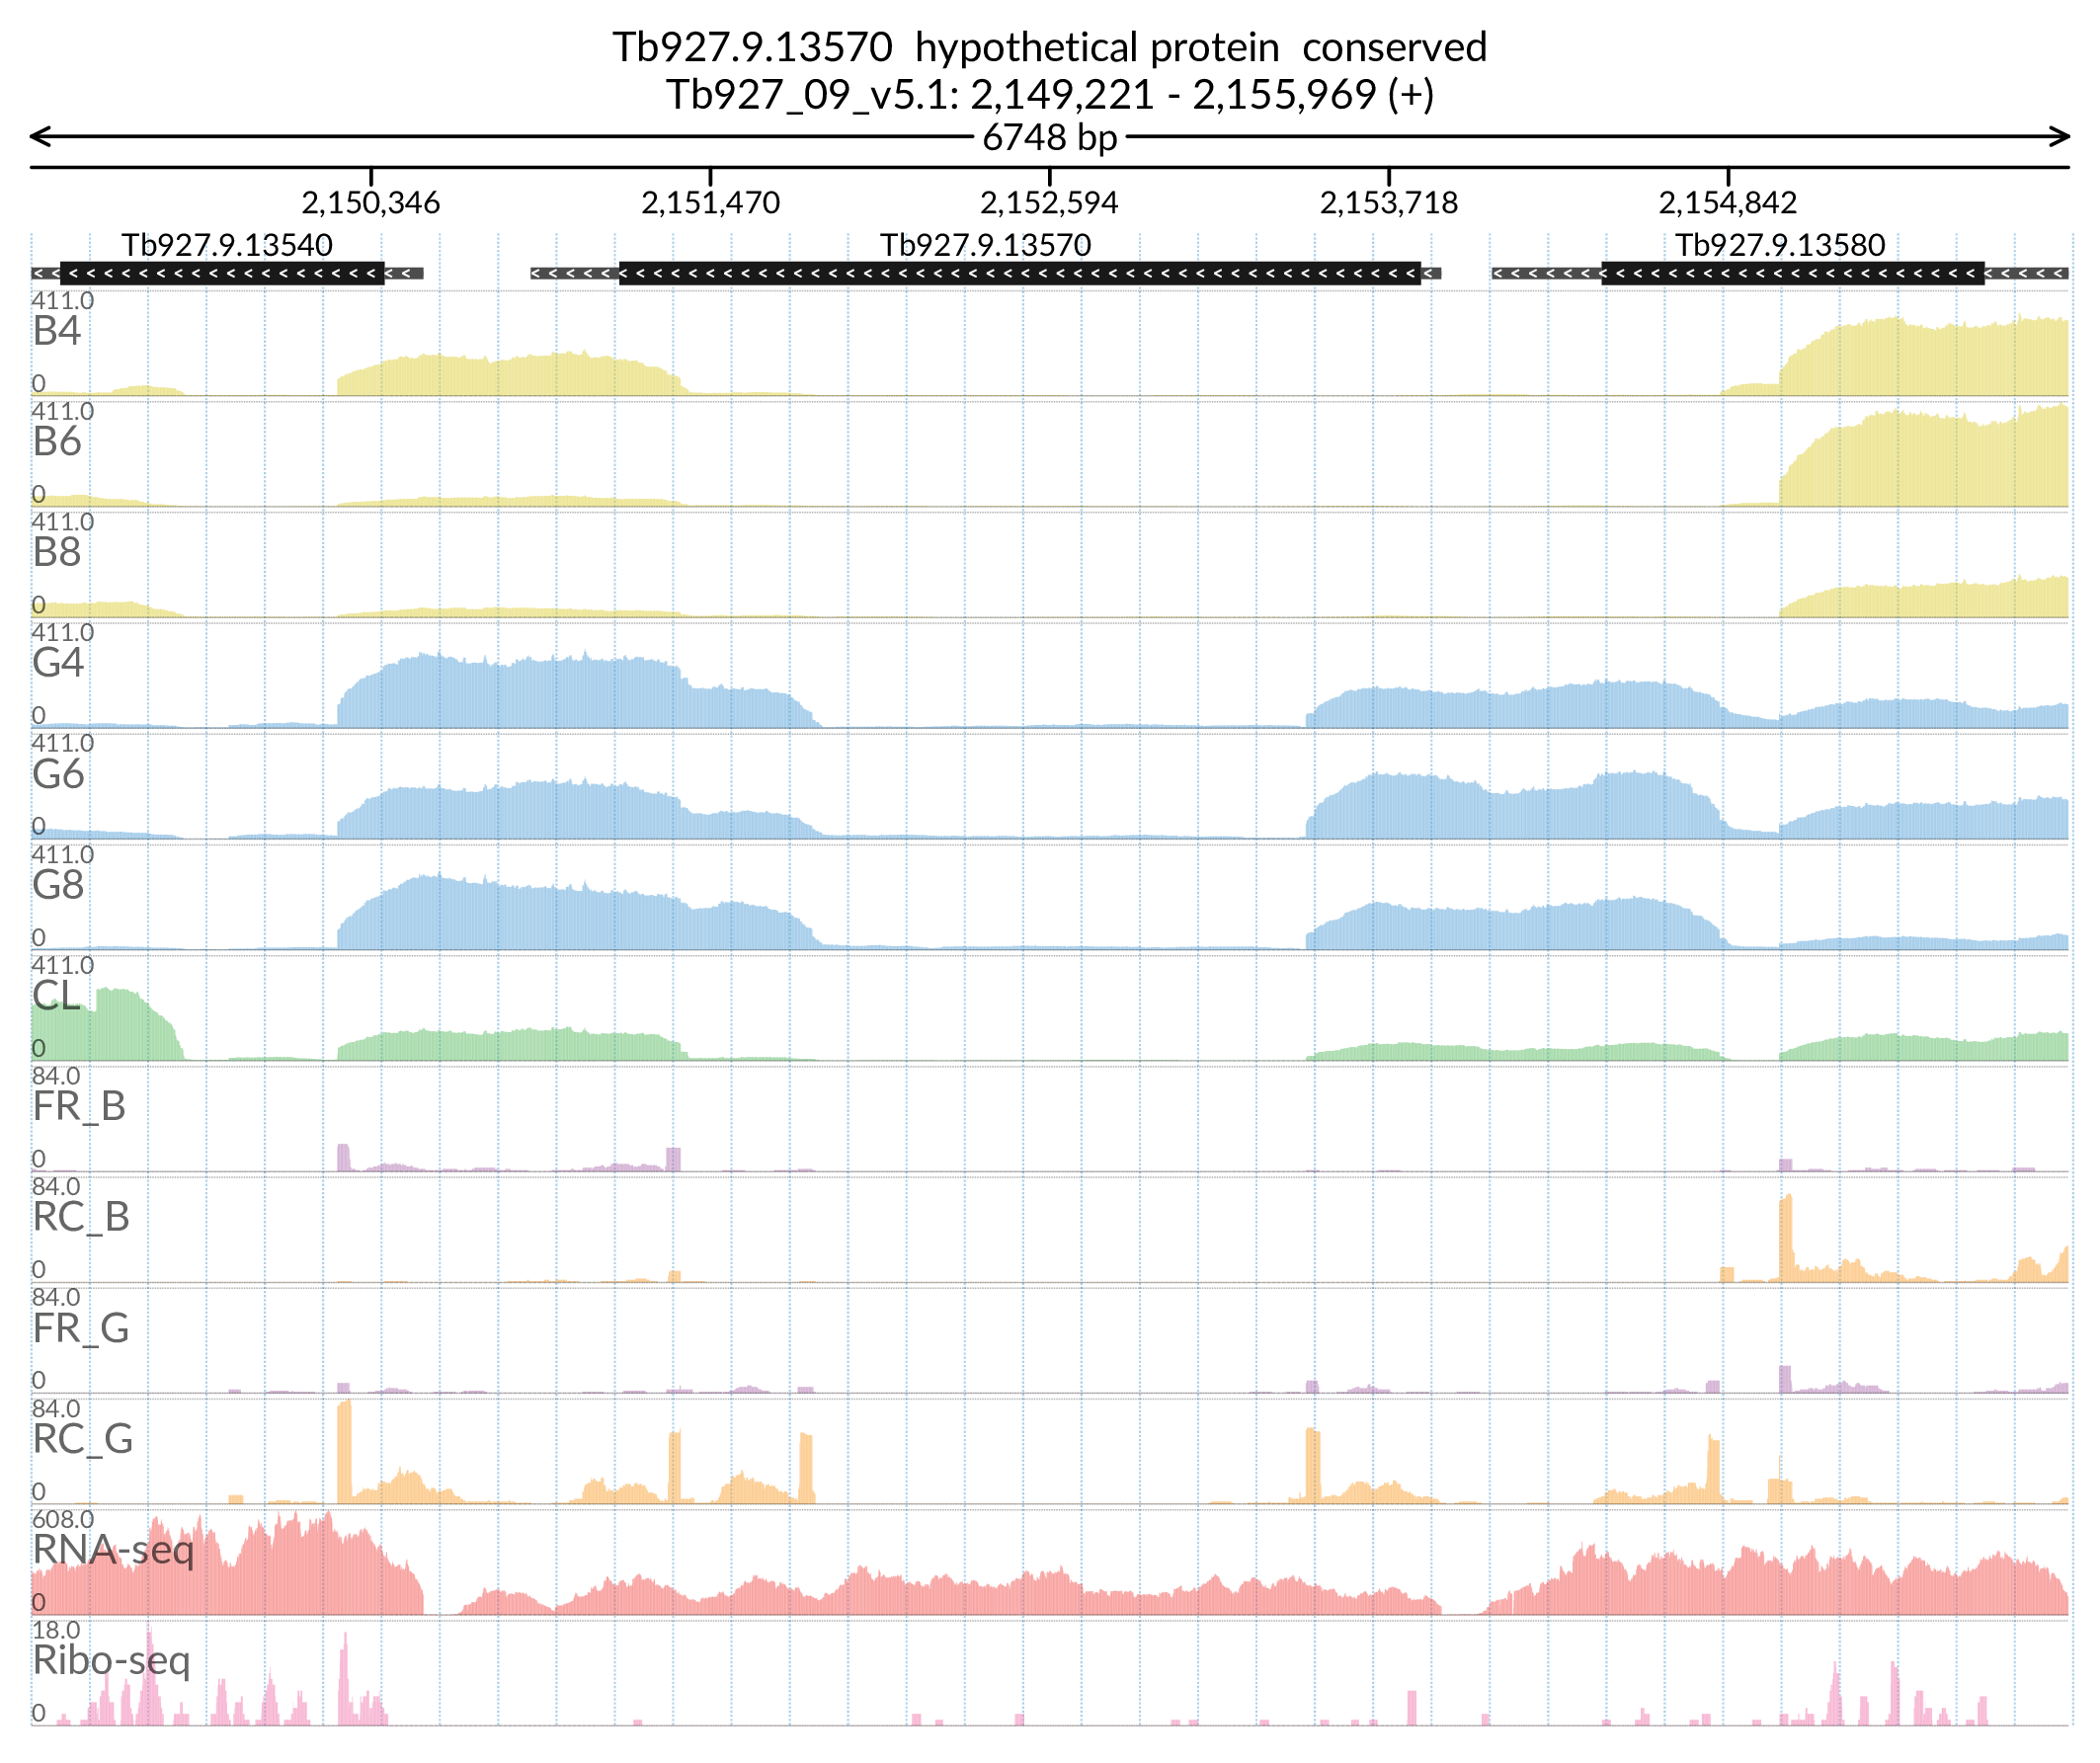 Tb927.9.13570 hypothetical protein conserved
Tb927_09_v5.1: 2,149,221 - 2,155,969 (+)
6748 bp
2,150,346 2,151,470 2,152,594 2,153,718 2,154,842
Tb927.9.13540 Tb927.9.13570 Tb927.9.13580
411.0
B4
0
411.0
B6
0
411.0
B8
0
411.0
G4
0
411.0
G6
0
411.0
G8
0
411.0
CL
0
84.0
FR_B
0
84.0
RC_B
0
84.0
FR_G
0
84.0
RC_G
0
608.0
RNA-seq
0
18.0
Ribo-seq
0